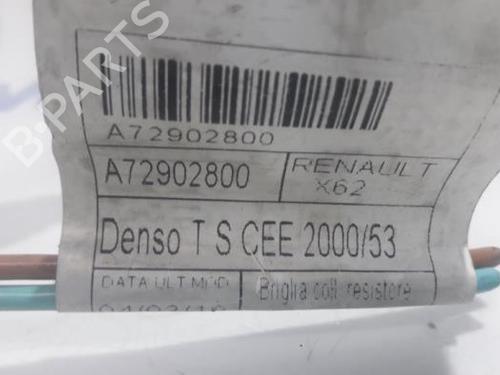 B-PARTS
A72902800
A72902800
RENAULT
X62
Denso T S CEE 2000/53
DATA ULT MOD
Briglia coll. resistore